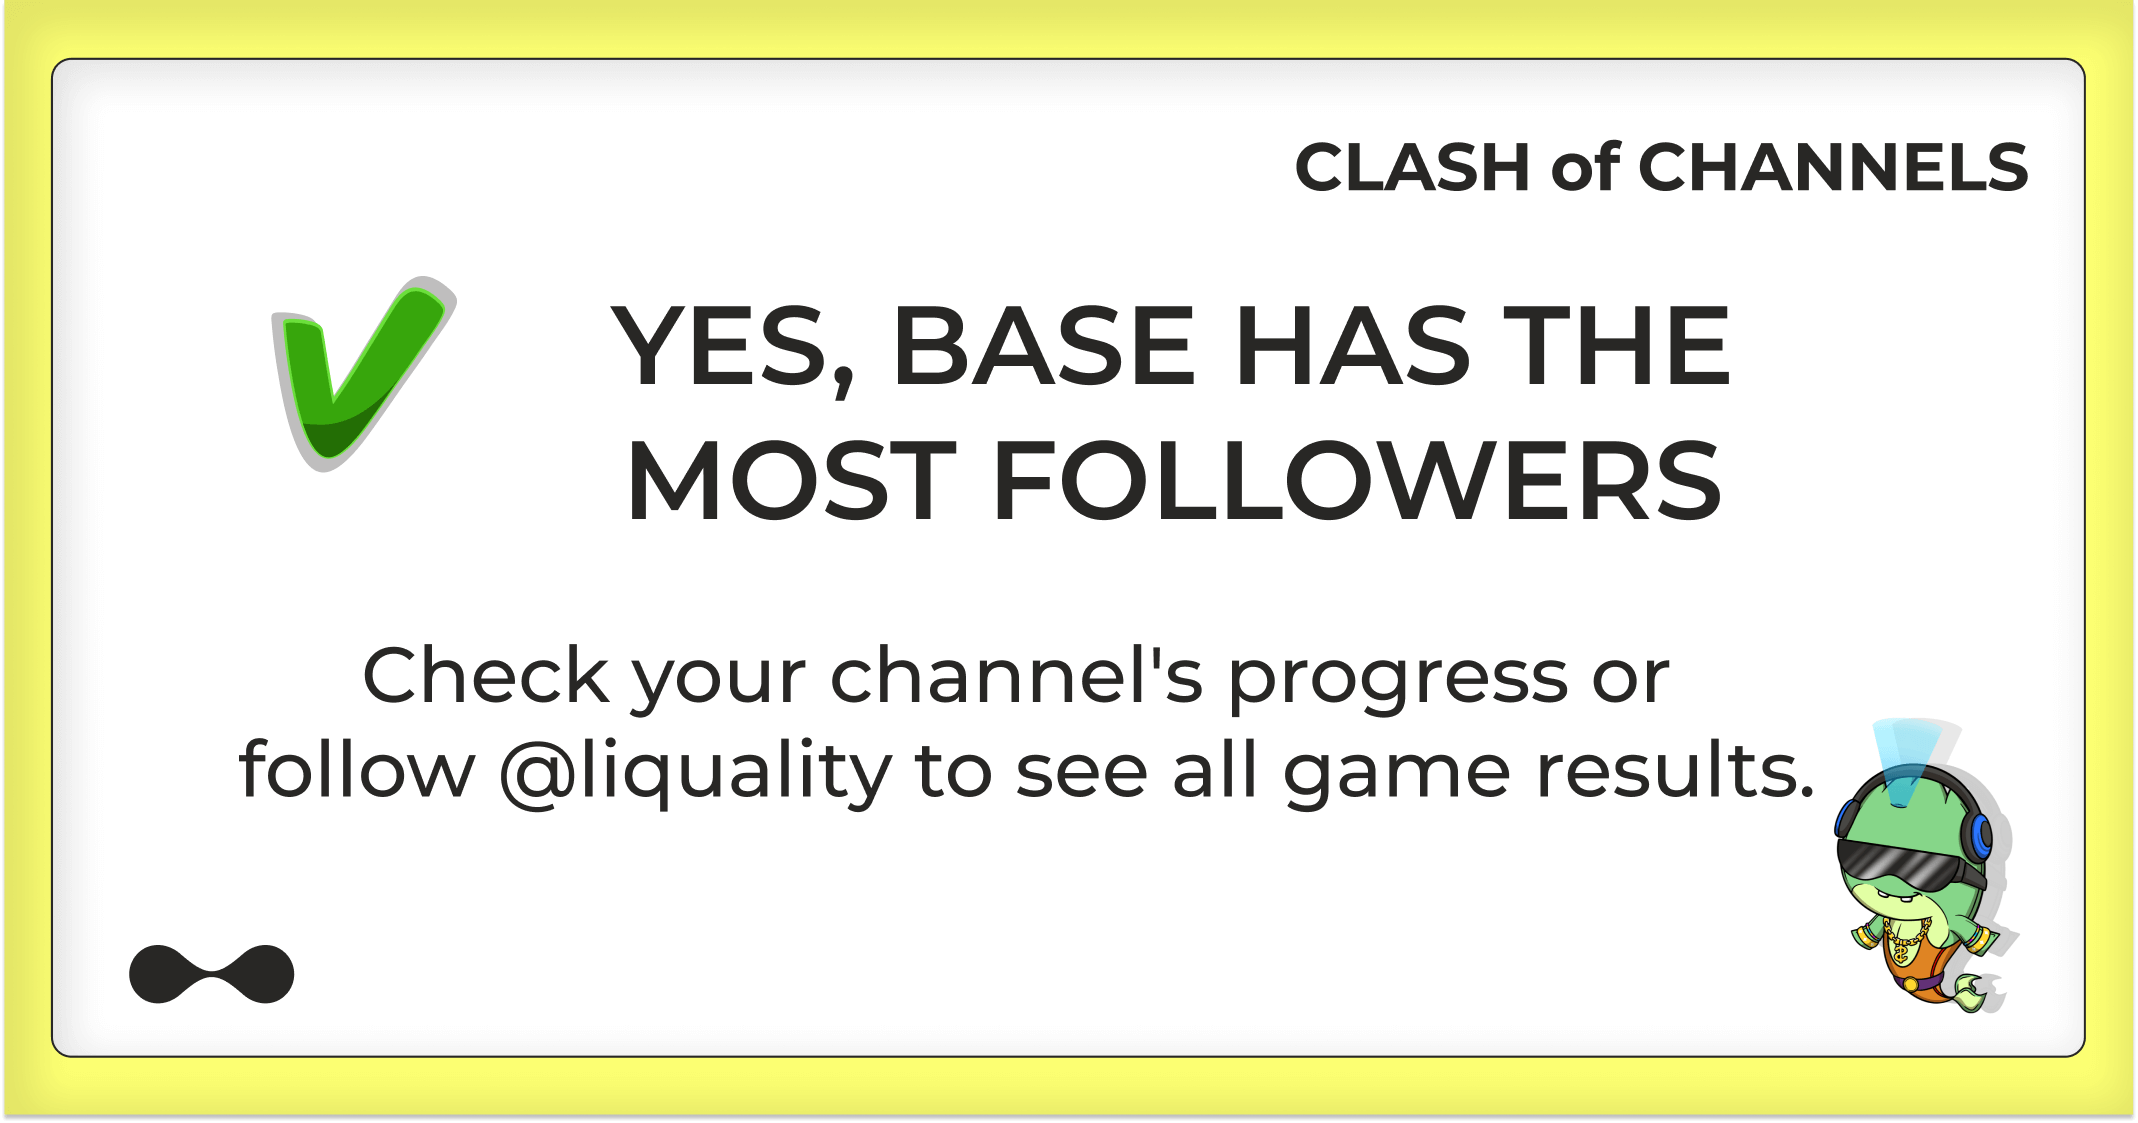 CLASH of CHANNELS
YES, BASE HAS THE
MOST FOLLOWERS
Check your channel's progress or
follow @liquality to see all game results.